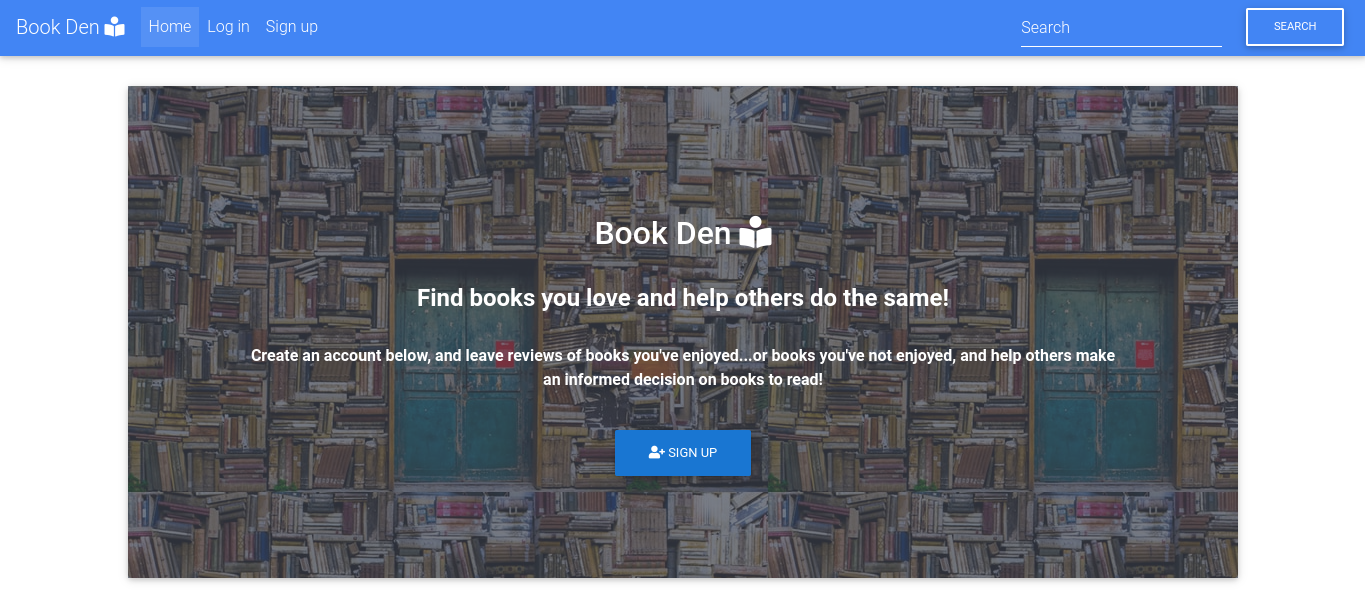 Book Den Home Log in Sign up Search SEARCH
Book Den
Find books you love and help others do the same!
Create an account below, and leave reviews of books you've enjoyed...or books you've not enjoyed, and help others make
an informed decision on books to read!
SIGN UP